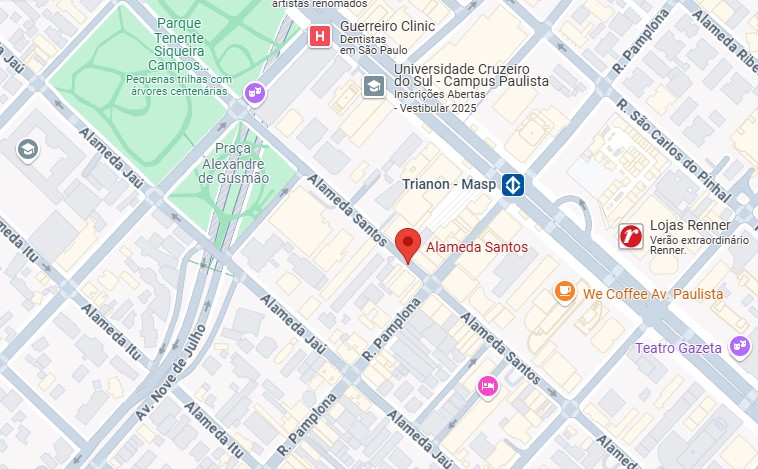 artistas renomados
Parque
Tenente
Siqueira
Campos...
Pequenas trilhas com
árvores centenárias
H
Guerreiro Clinic
Dentistas
em São Paulo
Universidade Cruzeiro
do Sul - Campus Paulista
Inscrições Abertas
- Vestibular 2025
R. Pamplona
Alameda Ribe
R. São Carlos do Pinhal
Alameda Jaú
Alameda Jaú
Praça
Alexandre
de Gusmão
Alameda Santos
Trianon - Masp
Alameda Santos
r
Lojas Renner
Verão extraordinário
Renner.
We Coffee Av. Paulista
Teatro Gazeta
Alameda Itu
Alameda Itu
Av. Nove de Julho
Alameda Jaú
R. Pamplona
Alameda Santos
Alameda Itu
R. Pamplona
Alameda Jaú
Alameda Santos